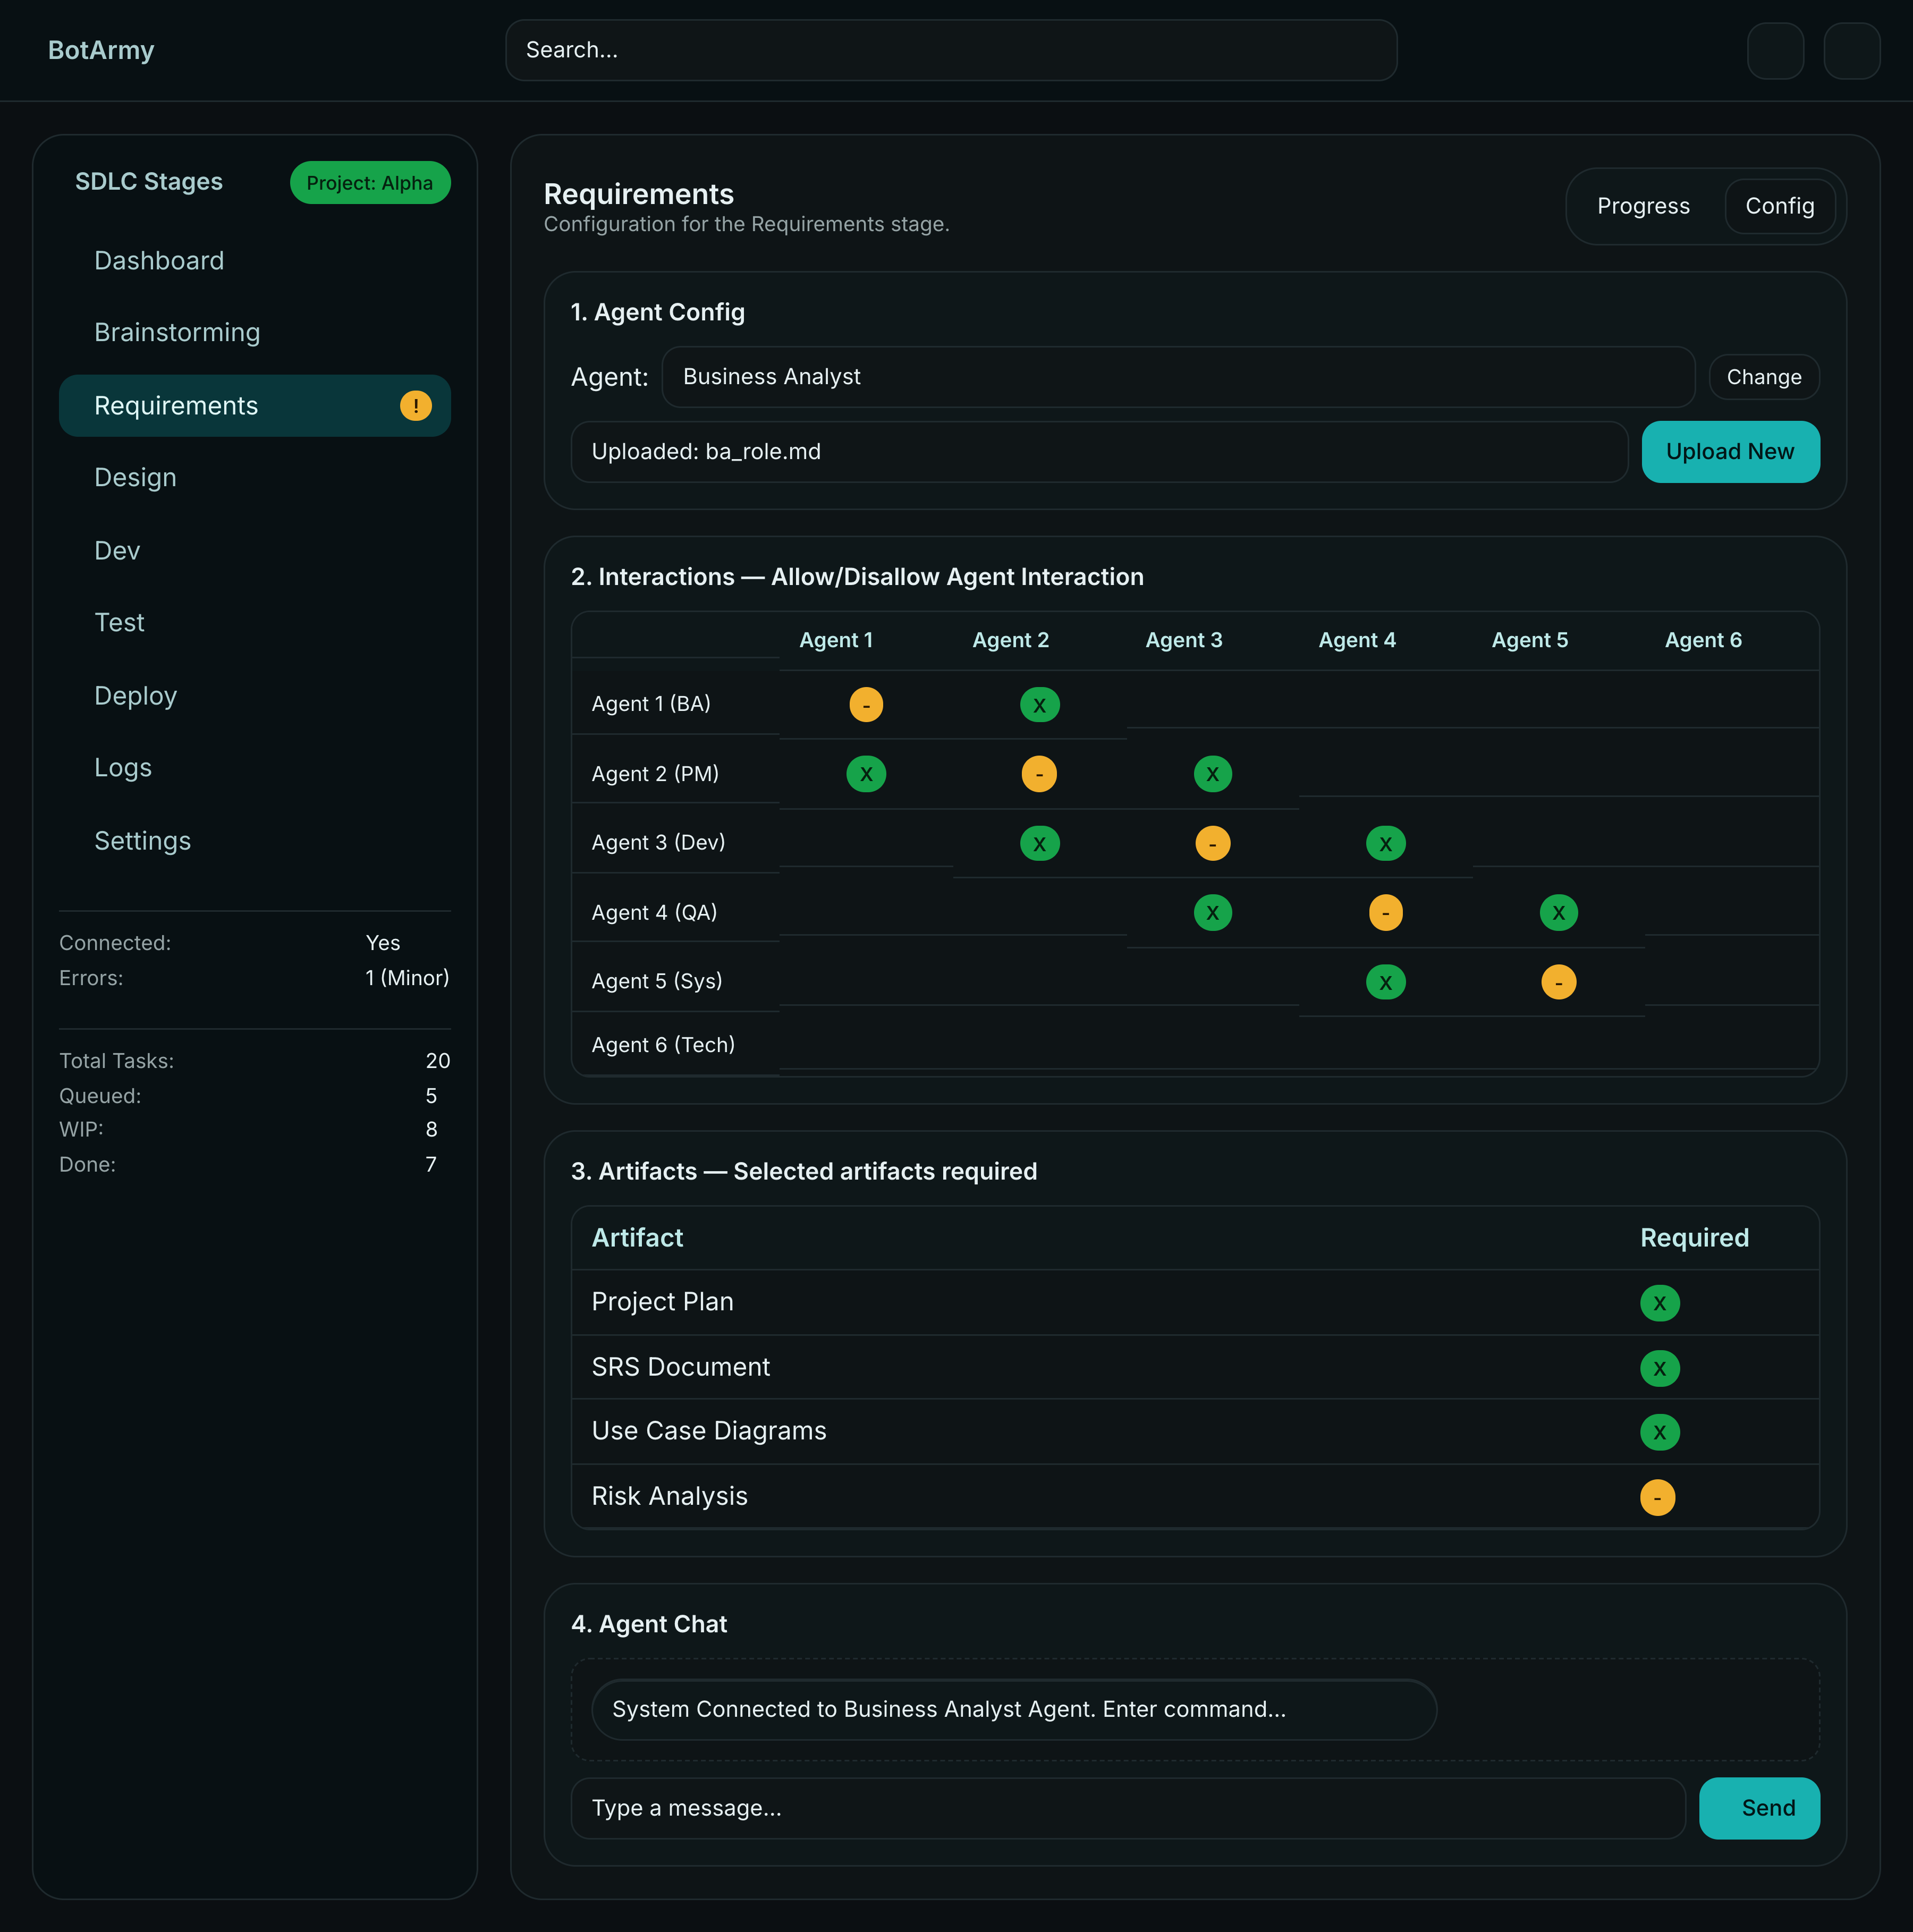 BotArmy
Search...
SDLC Stages
Project: Alpha
Dashboard
Brainstorming
Requirements
!
Design
Dev
Test
Deploy
Logs
Settings
Connected: Yes
Errors: 1 (Minor)
Total Tasks: 20
Queued: 5
WIP: 8
Done: 7
Requirements
Configuration for the Requirements stage.
Progress
Config
1. Agent Config
Agent: Business Analyst Change
Uploaded: ba_role.md Upload New
2. Interactions — Allow/Disallow Agent Interaction
Agent 1 Agent 2 Agent 3 Agent 4 Agent 5 Agent 6
Agent 1 (BA) - X
Agent 2 (PM) X - X
Agent 3 (Dev) X - X
Agent 4 (QA) X - X
Agent 5 (Sys) X -
Agent 6 (Tech)
3. Artifacts — Selected artifacts required
Artifact Required
Project Plan X
SRS Document X
Use Case Diagrams X
Risk Analysis -
4. Agent Chat
System Connected to Business Analyst Agent. Enter command...
Type a message... Send